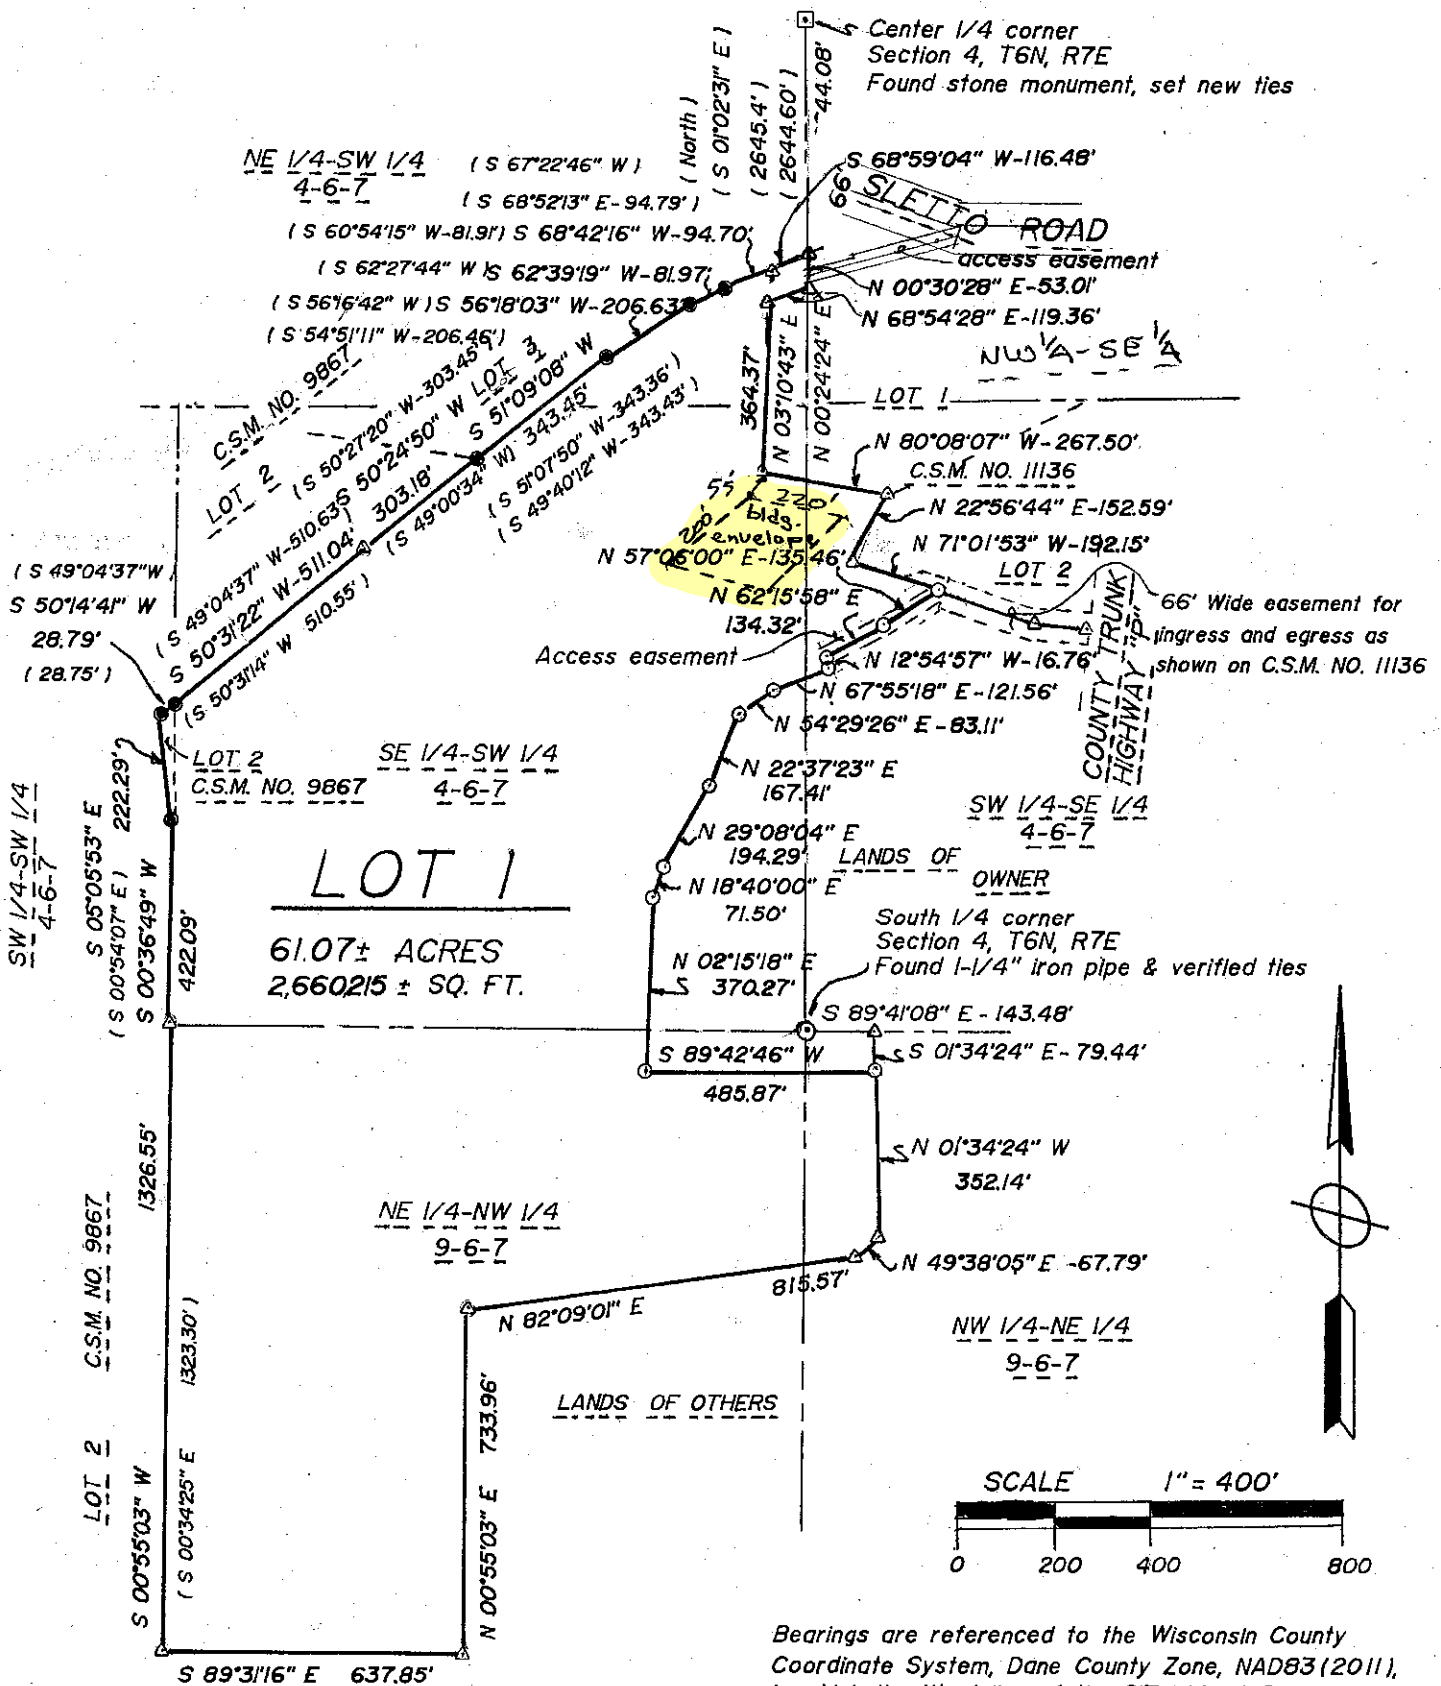 Center 1/4 corner
Section 4, T6N, R7E
Found stone monument, set new ties
( North )
( S 01°02'31" E )
( 2645.4' )
( 2644.60' )
44.08'
NE 1/4-SW 1/4
4-6-7
( S 67°22'46" W )
( S 68°52'13" E-94.79' )
( S 60°54'15" W-81.91') S 68°42'16" W-94.70'
( S 62°27'44" W ) S 62°39'19" W-81.97'
( S 56°16'42" W ) S 56°18'03" W-206.63'
( S 54°51'11" W-206.46')
S 68°59'04" W-116.48'
66'
SLETTO ROAD
access easement
N 00°30'28" E-53.01'
N 68°54'28" E-119.36'
NW 1/4-SE 1/4
364.37'
N 03°10'43" E
N 00°24'24" E
LOT 1
N 80°08'07" W-267.50'
C.S.M. NO. 11136
N 22°56'44" E-152.59'
N 71°01'53" W-192.15'
LOT 2
C.S.M. NO. 9867
LOT 2
LOT 3
( S 50°27'20" W-303.45')
S 50°24'50" W
303.18'
S 51°09'08" W
343.45'
( S 49°00'34" W)
( S 51°07'50" W-343.36' )
( S 49°40'12" W-343.43' )
55'
220'
200'
bldg.
envelope
N 57°06'00" E-135.46'
N 62°15'58" E
134.32'
Access easement
66' Wide easement for
ingress and egress as
shown on C.S.M. NO. 11136
COUNTY TRUNK
HIGHWAY "P"
N 12°54'57" W-16.76'
N 67°55'18" E-121.56'
N 54°29'26" E-83.11'
( S 49°04'37"W )
S 50°14'41" W
28.79'
( 28.75' )
( S 49°04'37" W-510.63')
S 50°31'22" W-511.04'
( S 50°31'14" W 510.55' )
LOT 2
C.S.M. NO. 9867
SE 1/4-SW 1/4
4-6-7
N 22°37'23" E
167.41'
SW 1/4-SE 1/4
4-6-7
SW 1/4-SW 1/4
4-6-7
S 05°05'53" E
222.29'
( S 00°54'07" E )
S 00°36'49" W
422.09'
LOT 1
61.07± ACRES
2,660,215 ± SQ. FT.
N 29°08'04" E
194.29'
LANDS OF
OWNER
N 18°40'00" E
71.50'
South 1/4 corner
Section 4, T6N, R7E
Found 1-1/4" iron pipe & verified ties
N 02°15'18" E
370.27'
S 89°41'08" E - 143.48'
S 01°34'24" E- 79.44'
S 89°42'46" W
485.87'
N 01°34'24" W
352.14'
1326.55'
C.S.M. NO. 9867
LOT 2
NE 1/4-NW 1/4
9-6-7
N 49°38'05" E -67.79'
815.57'
N 82°09'01" E
NW 1/4-NE 1/4
9-6-7
1323.30' )
( S 00°34'25" E
S 00°55'03" W
733.96'
N 00°55'03" E
LANDS OF OTHERS
SCALE 1" = 400'
0 200 400 800
S 89°31'16" E 637.85'
Bearings are referenced to the Wisconsin County
Coordinate System, Dane County Zone, NAD83(2011),